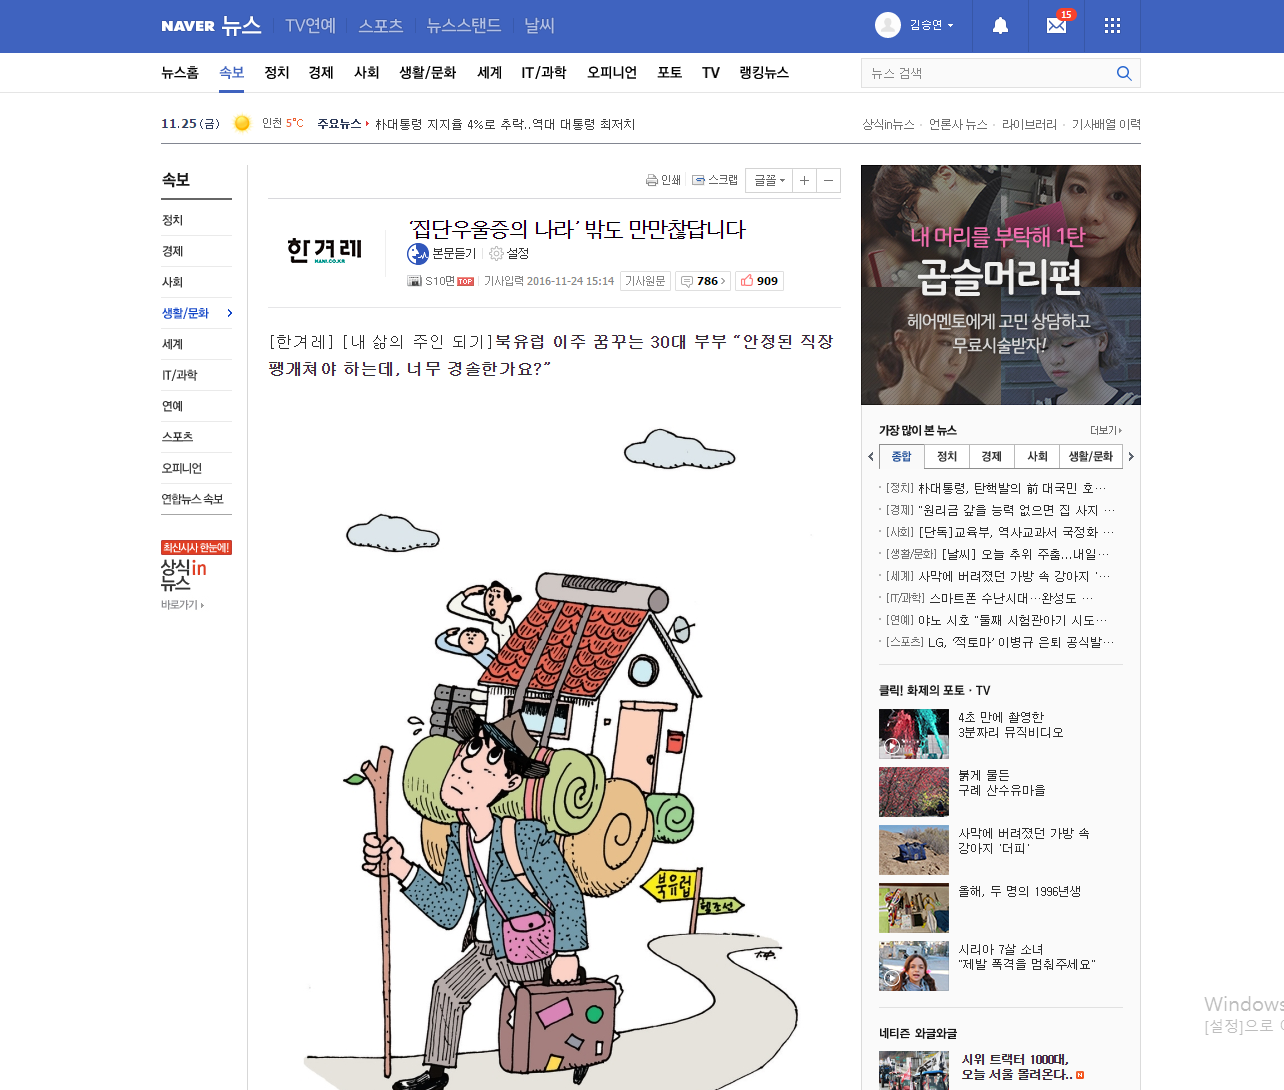 NAVER 뉴스 TV연예 스포츠 뉴스스탠드 날씨
김승연
15
뉴스홈 속보 정치 경제 사회 생활/문화 세계 IT/과학 오피니언 포토 TV 랭킹뉴스
뉴스 검색
11.25(금) 인천 5°C 주요뉴스 朴대통령 지지율 4%로 추락..역대 대통령 최저치
상식in뉴스 · 언론사 뉴스 · 라이브러리 · 기사배열 이력
속보
정치
경제
사회
생활/문화
세계
IT/과학
연예
스포츠
오피니언
연합뉴스 속보
최신시사 한눈에!
상식in
뉴스
바로가기
인쇄 스크랩 글꼴 + −
한겨레
HANI.CO.KR
‘집단우울증의 나라’ 밖도 만만찮답니다
본문듣기 설정
S10면 TOP 기사입력 2016-11-24 15:14 기사원문 786 909
[한겨레] [내 삶의 주인 되기]북유럽 이주 꿈꾸는 30대 부부 “안정된 직장
팽개쳐야 하는데, 너무 경솔한가요?”
북유럽
헬조선
내 머리를 부탁해 1탄
곱슬머리편
헤어멘토에게 고민 상담하고
무료시술받자!
가장 많이 본 뉴스 더보기
종합 정치 경제 사회 생활/문화
[정치] 朴대통령, 탄핵발의 前 대국민 호…
[경제] "원리금 갚을 능력 없으면 집 사지 …
[사회] [단독]교육부, 역사교과서 국정화 …
[생활/문화] [날씨] 오늘 추위 주춤…내일…
[세계] 사막에 버려졌던 가방 속 강아지 '…
[IT/과학] 스마트폰 수난시대…완성도 …
[연예] 야노 시호 "둘째 시험관아기 시도…
[스포츠] LG, ‘적토마’ 이병규 은퇴 공식발…
클릭! 화제의 포토 · TV
4초 만에 촬영한
3분짜리 뮤직비디오
붉게 물든
구례 산수유마을
사막에 버려졌던 가방 속
강아지 '더피'
올해, 두 명의 1996년생
시리아 7살 소녀
"제발 폭격을 멈춰주세요"
네티즌 와글와글
시위 트랙터 1000대,
오늘 서울 몰려온다..
Windows
[설정]으로